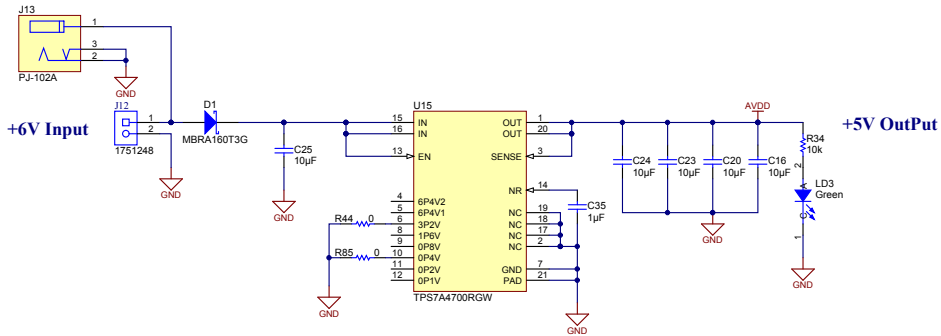 J13
1
3
2
PJ-102A
GND
J12
+6V Input
1
2
1751248
GND
D1
MBRA160T3G
C25
10µF
GND
U15
15 IN
16 IN
13 EN
4 6P4V2
5 6P4V1
6 3P2V
8 1P6V
9 0P8V
10 0P4V
11 0P2V
12 0P1V
OUT 1
OUT 20
SENSE 3
NR 14
NC 19
NC 18
NC 17
NC 2
GND 7
PAD 21
TPS7A4700RGW
R44 0
R85 0
GND
C35
1µF
GND
AVDD
C24
10µF
C23
10µF
C20
10µF
C16
10µF
GND
R34
10k
2
A
LD3
Green
C
1
GND
+5V OutPut